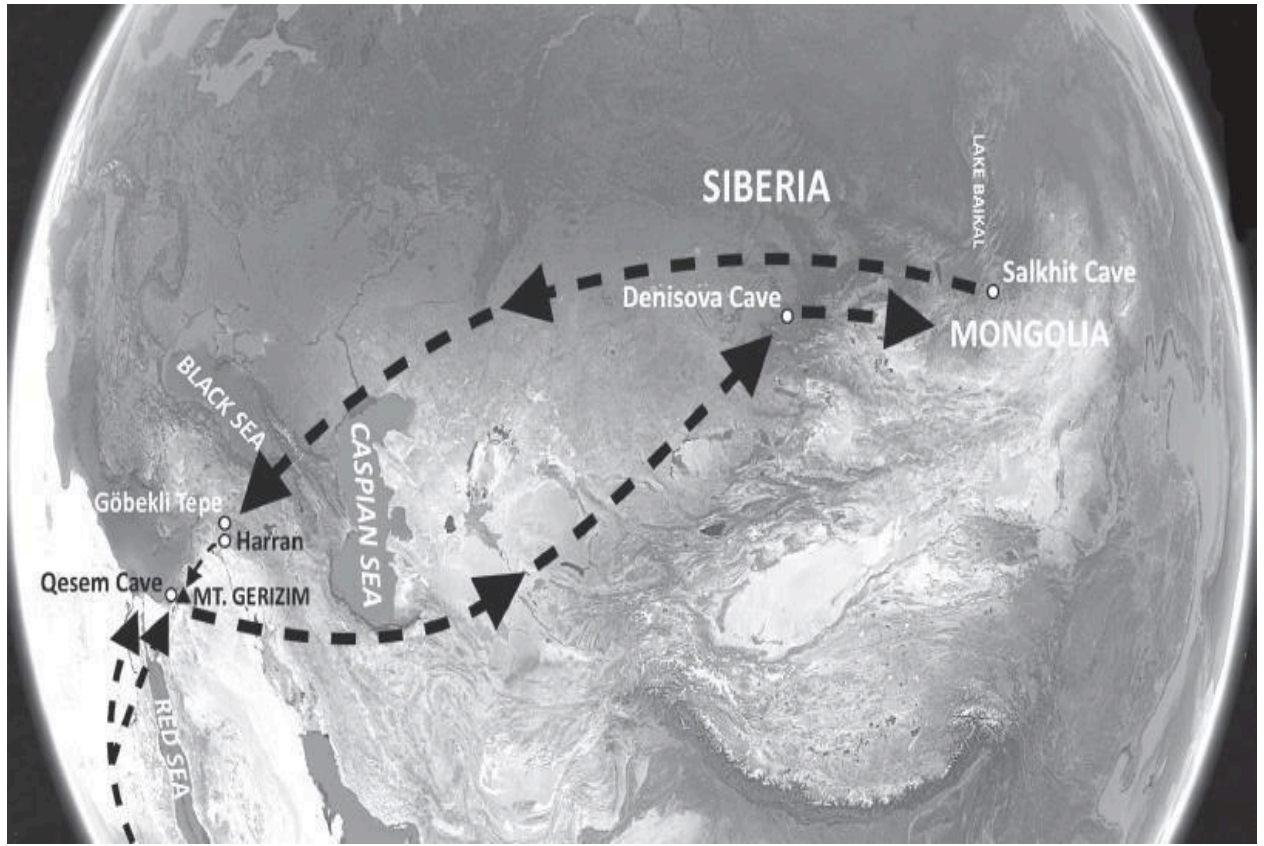 LAKE BAIKAL
SIBERIA
Salkhit Cave
Denisova Cave
MONGOLIA
BLACK SEA
CASPIAN SEA
Göbekli Tepe
Harran
Qesem Cave
MT. GERIZIM
RED SEA